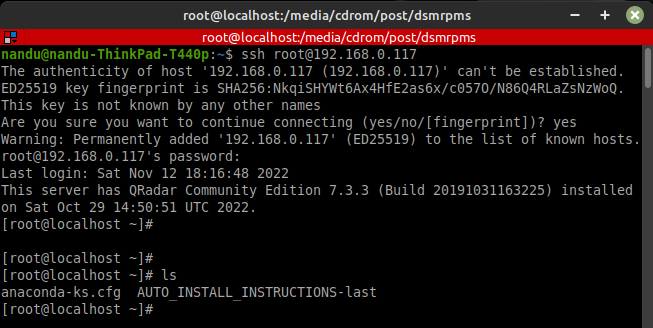 root@localhost:/media/cdrom/post/dsmrpms
root@localhost:/media/cdrom/post/dsmrpms
nandu@nandu-ThinkPad-T440p:~$ ssh root@192.168.0.117
The authenticity of host '192.168.0.117 (192.168.0.117)' can't be established.
ED25519 key fingerprint is SHA256:NkqiSHYWt6Ax4HfE2as6x/c057O/N86Q4RLaZsNzWoQ.
This key is not known by any other names
Are you sure you want to continue connecting (yes/no/[fingerprint])? yes
Warning: Permanently added '192.168.0.117' (ED25519) to the list of known hosts.
root@192.168.0.117's password:
Last login: Sat Nov 12 18:16:48 2022
This server has QRadar Community Edition 7.3.3 (Build 20191031163225) installed
on Sat Oct 29 14:50:51 UTC 2022.
[root@localhost ~]#
[root@localhost ~]#
[root@localhost ~]# ls
anaconda-ks.cfg  AUTO_INSTALL_INSTRUCTIONS-last
[root@localhost ~]#